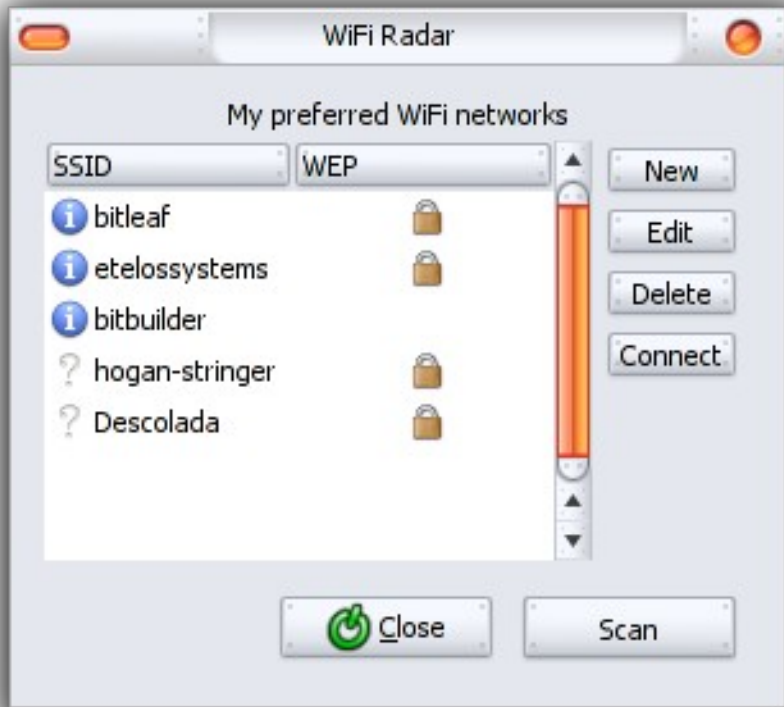 WiFi Radar
My preferred WiFi networks
SSID WEP
bitleaf
etelossystems
bitbuilder
? hogan-stringer
? Descolada
New
Edit
Delete
Connect
Close
Scan